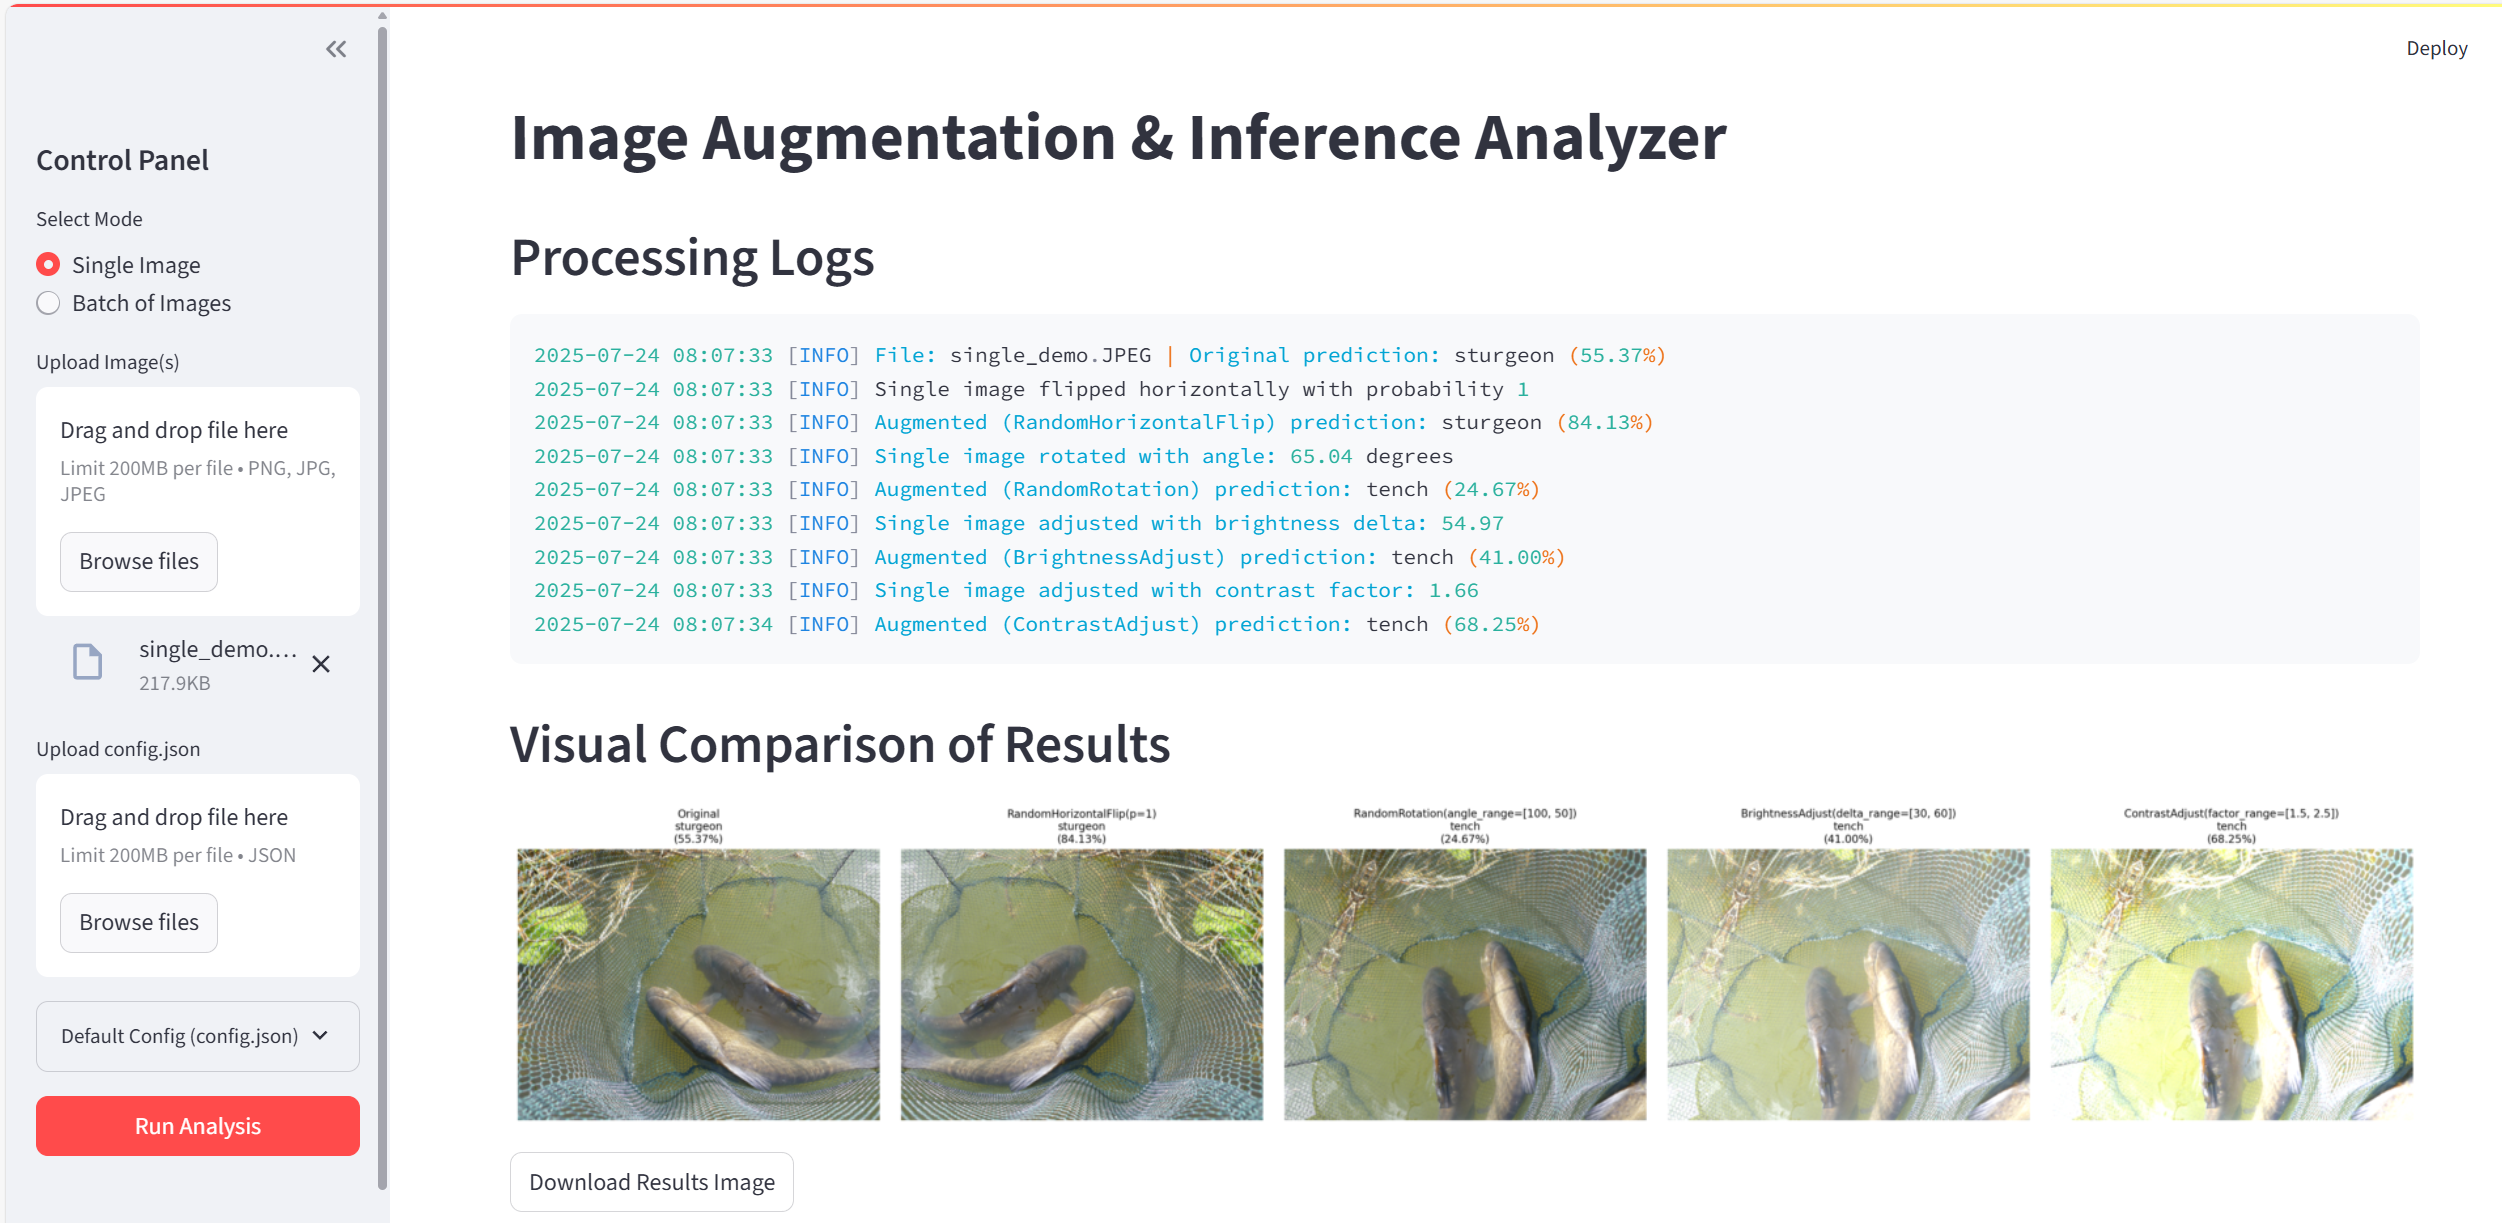 Control Panel
Select Mode
Single Image
Batch of Images
Upload Image(s)
Drag and drop file here
Limit 200MB per file • PNG, JPG,
JPEG
Browse files
single_demo....
217.9KB
Upload config.json
Drag and drop file here
Limit 200MB per file • JSON
Browse files
Default Config (config.json)
Run Analysis
Deploy
Image Augmentation & Inference Analyzer
Processing Logs
2025-07-24 08:07:33 [INFO] File: single_demo.JPEG | Original prediction: sturgeon (55.37%)
2025-07-24 08:07:33 [INFO] Single image flipped horizontally with probability 1
2025-07-24 08:07:33 [INFO] Augmented (RandomHorizontalFlip) prediction: sturgeon (84.13%)
2025-07-24 08:07:33 [INFO] Single image rotated with angle: 65.04 degrees
2025-07-24 08:07:33 [INFO] Augmented (RandomRotation) prediction: tench (24.67%)
2025-07-24 08:07:33 [INFO] Single image adjusted with brightness delta: 54.97
2025-07-24 08:07:33 [INFO] Augmented (BrightnessAdjust) prediction: tench (41.00%)
2025-07-24 08:07:33 [INFO] Single image adjusted with contrast factor: 1.66
2025-07-24 08:07:34 [INFO] Augmented (ContrastAdjust) prediction: tench (68.25%)
Visual Comparison of Results
Original
sturgeon
(55.37%)
RandomHorizontalFlip(p=1)
sturgeon
(84.13%)
RandomRotation(angle_range=[100, 50])
tench
(24.67%)
BrightnessAdjust(delta_range=[30, 60])
tench
(41.00%)
ContrastAdjust(factor_range=[1.5, 2.5])
tench
(68.25%)
Download Results Image